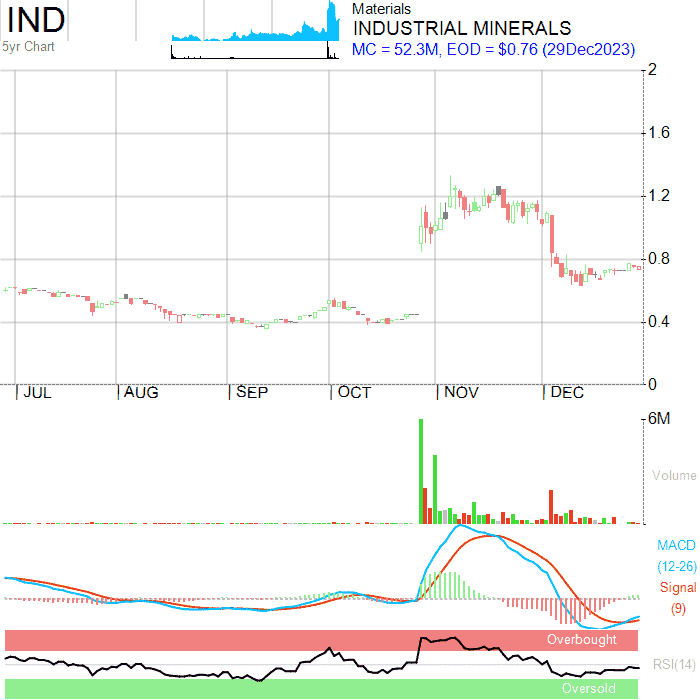 IND
5yr Chart
Materials
INDUSTRIAL MINERALS
MC = 52.3M, EOD = $0.76 (29Dec2023)
2
1.6
1.2
0.8
0.4
0
JUL AUG SEP OCT NOV DEC
6M
Volume
MACD
(12-26)
Signal
(9)
Overbought
RSI(14)
Oversold